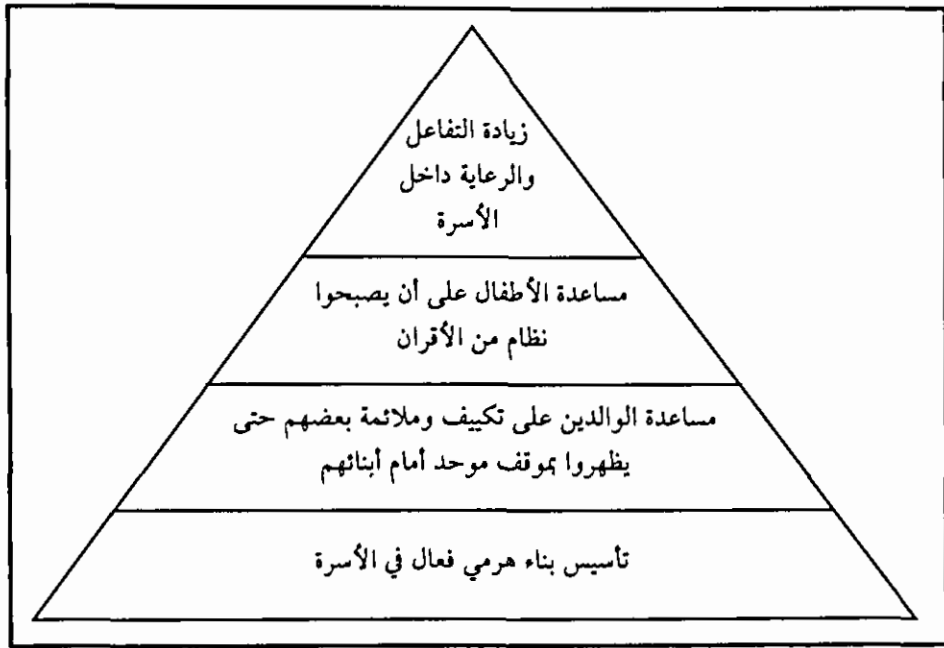 زيادة التفاعل
والرعاية داخل
الأسرة
مساعدة الأطفال على أن يصبحوا
نظام من الأقران
مساعدة الوالدين على تكييف وملائمة بعضهم حتى
يظهروا بموقف موحد أمام أبنائهم
تأسيس بناء هرمي فعال في الأسرة